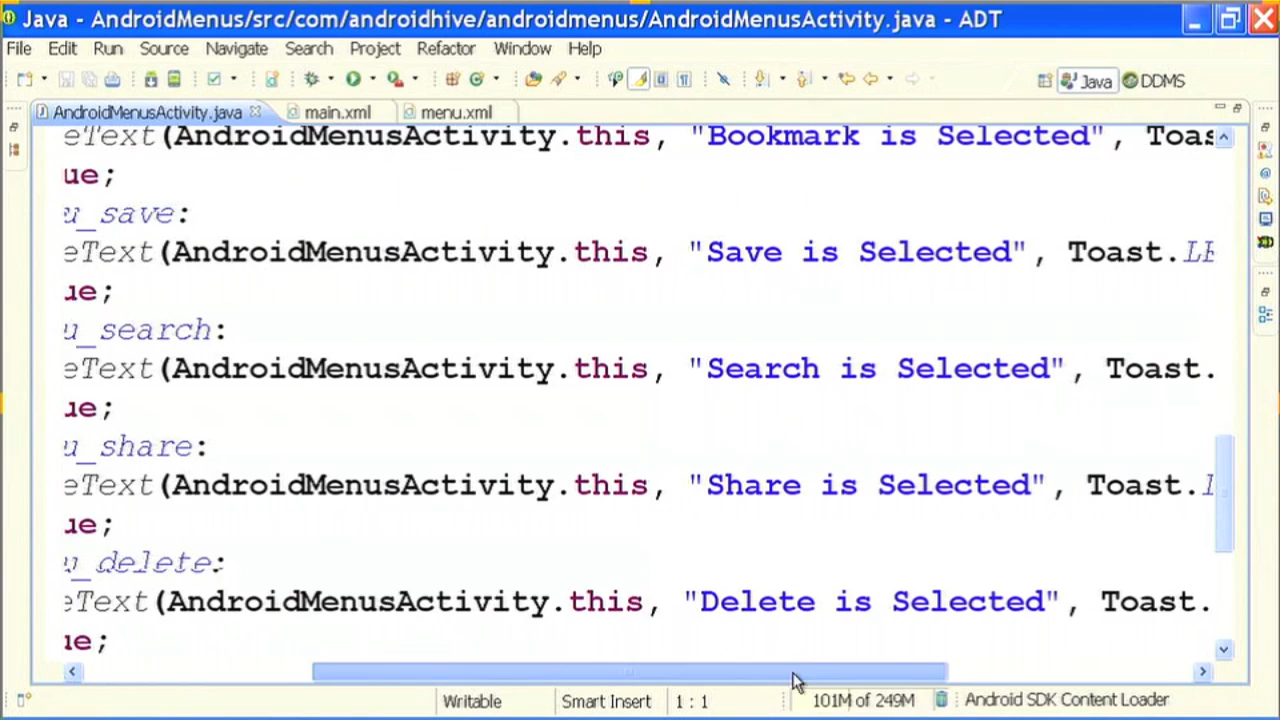 Java - AndroidMenus/src/com/androidhive/androidmenus/AndroidMenusActivity.java - ADT
File Edit Run Source Navigate Search Project Refactor Window Help
Java DDMS
AndroidMenusActivity.java main.xml menu.xml
eText(AndroidMenusActivity.this, "Bookmark is Selected", Toas
ue;
u_save:
eText(AndroidMenusActivity.this, "Save is Selected", Toast.LE
ue;
u_search:
eText(AndroidMenusActivity.this, "Search is Selected", Toast.
ue;
u_share:
eText(AndroidMenusActivity.this, "Share is Selected", Toast.
ue;
u_delete:
eText(AndroidMenusActivity.this, "Delete is Selected", Toast.
ue;
Writable Smart Insert 1 : 1 101M of 249M Android SDK Content Loader